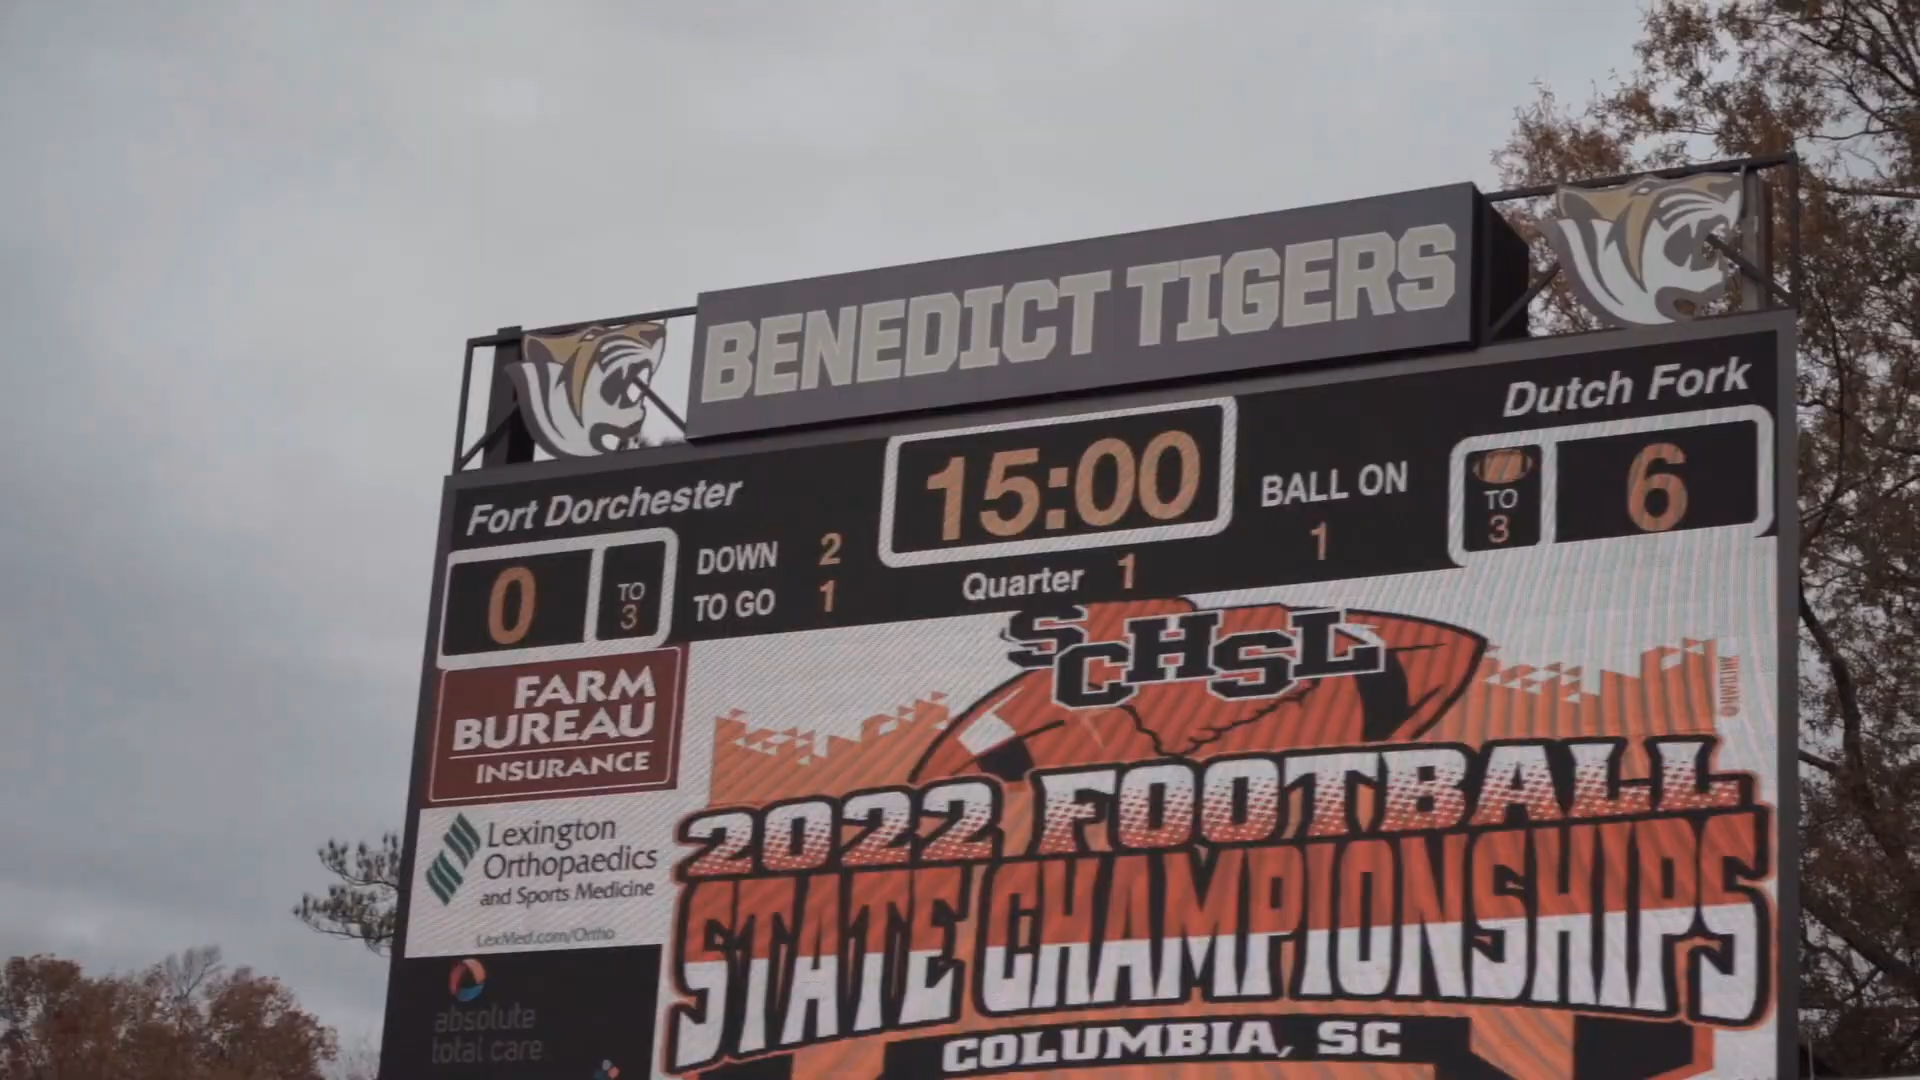 BENEDICT TIGERS
Fort Dorchester
15:00
Dutch Fork
0
TO
3
DOWN 2
TO GO 1
Quarter 1
BALL ON
1
TO
3
6
FARM
BUREAU
INSURANCE
Lexington
Orthopaedics
and Sports Medicine
LexMed.com/Ortho
absolute
total care
SCHSL
2022 FOOTBALL
STATE CHAMPIONSHIPS
COLUMBIA, SC